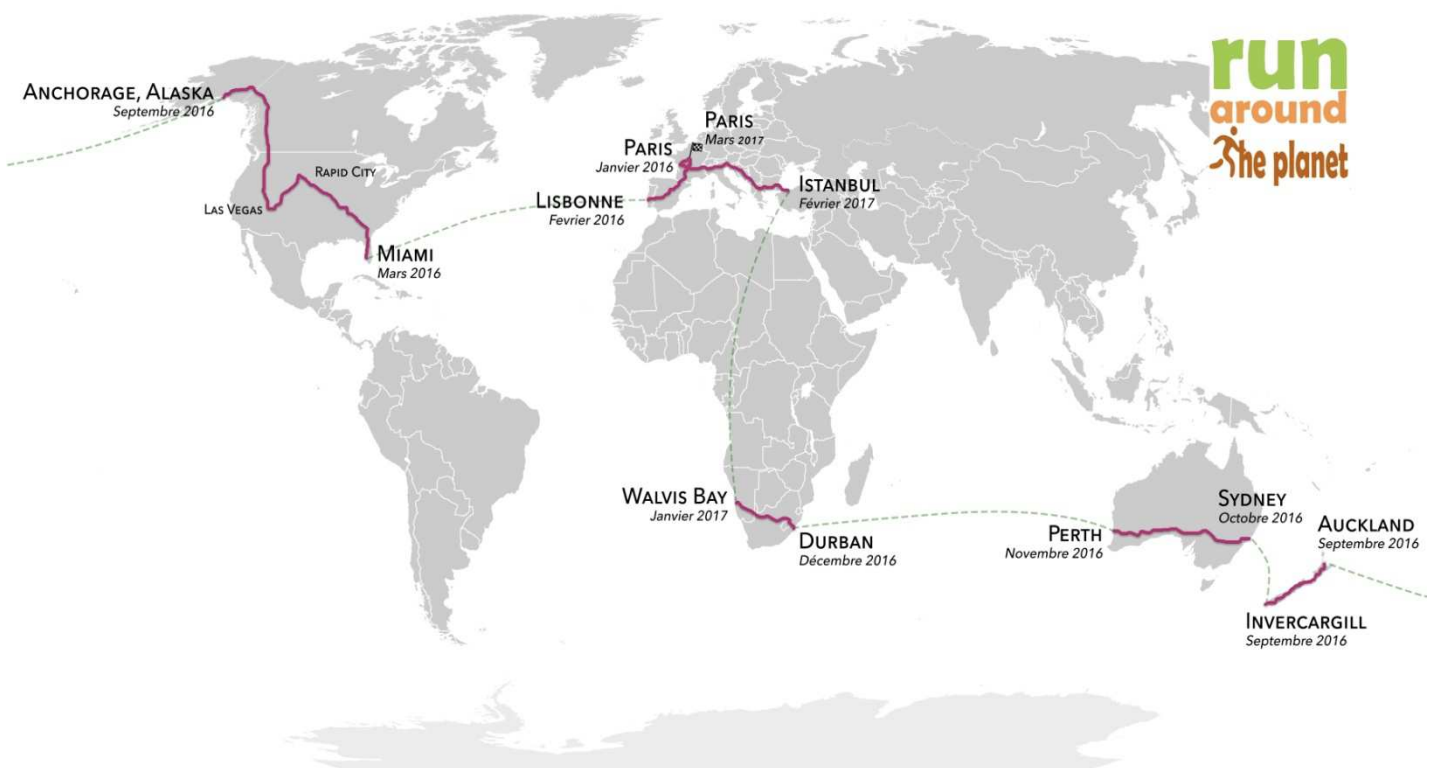 run
around
the planet
ANCHORAGE, ALASKA
Septembre 2016
PARIS
Mars 2017
PARIS
Janvier 2016
RAPID CITY
LAS VEGAS
LISBONNE
Fevrier 2016
ISTANBUL
Février 2017
MIAMI
Mars 2016
WALVIS BAY
Janvier 2017
DURBAN
Décembre 2016
PERTH
Novembre 2016
SYDNEY
Octobre 2016
AUCKLAND
Septembre 2016
INVERCARGILL
Septembre 2016